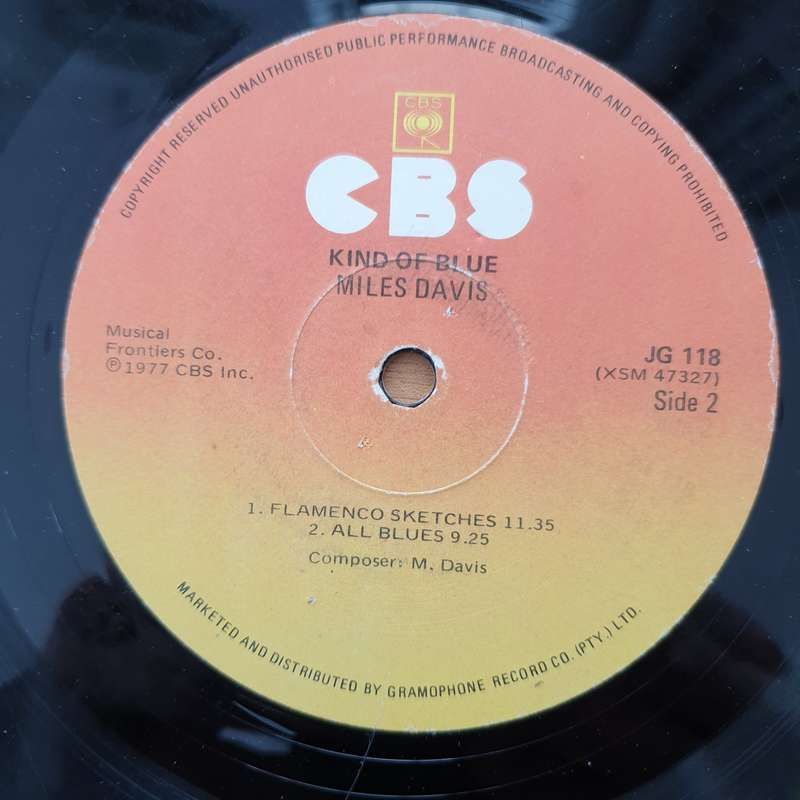 COPYRIGHT RESERVED UNAUTHORISED PUBLIC PERFORMANCE BROADCASTING AND COPYING PROHIBITED
CBS
CBS
KIND OF BLUE
MILES DAVIS
Musical
Frontiers Co.
℗1977 CBS Inc.
JG 118
(XSM 47327)
Side 2
1. FLAMENCO SKETCHES 11.35
2. ALL BLUES 9.25
Composer: M. Davis
MARKETED AND DISTRIBUTED BY GRAMOPHONE RECORD CO. (PTY.) LTD.